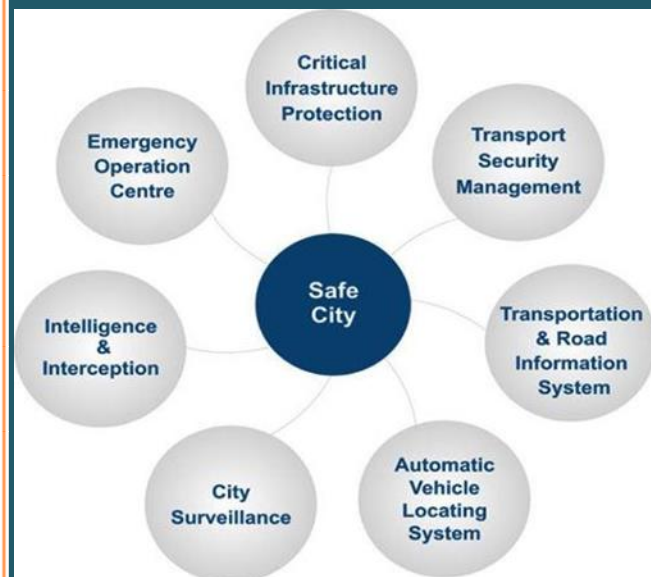 Critical
Infrastructure
Protection
Emergency
Operation
Centre
Transport
Security
Management
Safe
City
Intelligence
&
Interception
Transportation
& Road
Information
System
City
Surveillance
Automatic
Vehicle
Locating
System